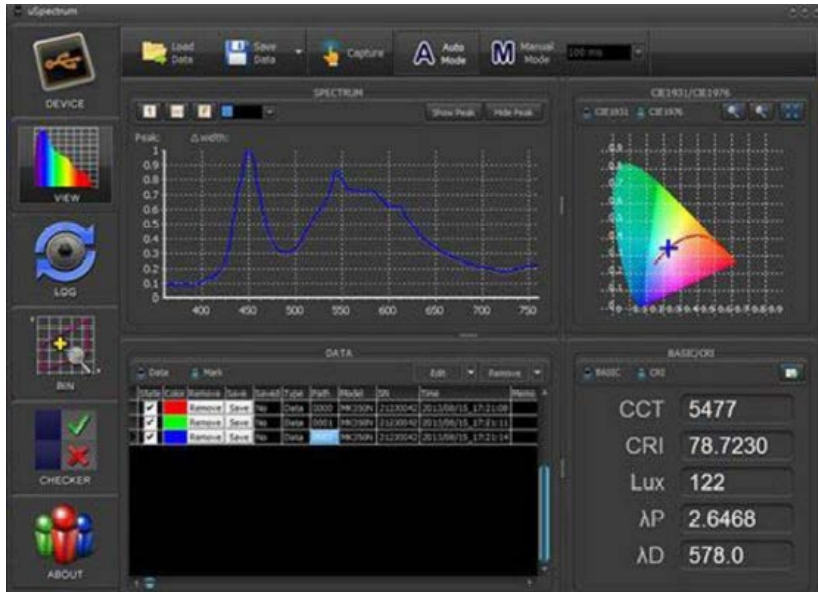 uSpectrum
DEVICE
VIEW
LOG
BIN
CHECKER
ABOUT
Load Data
Save Data
Capture
A Auto Mode
M Manual Mode
100 ms
SPECTRUM
Show Peak
Hide Peak
Peak:
Δwidth:
1
0.9
0.8
0.7
0.6
0.5
0.4
0.3
0.2
0.1
0
400 450 500 550 600 650 700 750
CIE1931/CIE1976
CIE1931 CIE1976
DATA
Data Mark
Edit Remove
State Color Remove Save Saved Type Path Model SN Time Memo
Remove Save No Data 0000 MK350N 21230042 2013/08/15_17:21:08
Remove Save No Data 0001 MK350N 21230042 2013/08/15_17:21:11
Remove Save No Data MK350N 21230042 2013/08/15_17:21:14
BASIC/CRI
BASIC CRI
CCT 5477
CRI 78.7230
Lux 122
λP 2.6468
λD 578.0